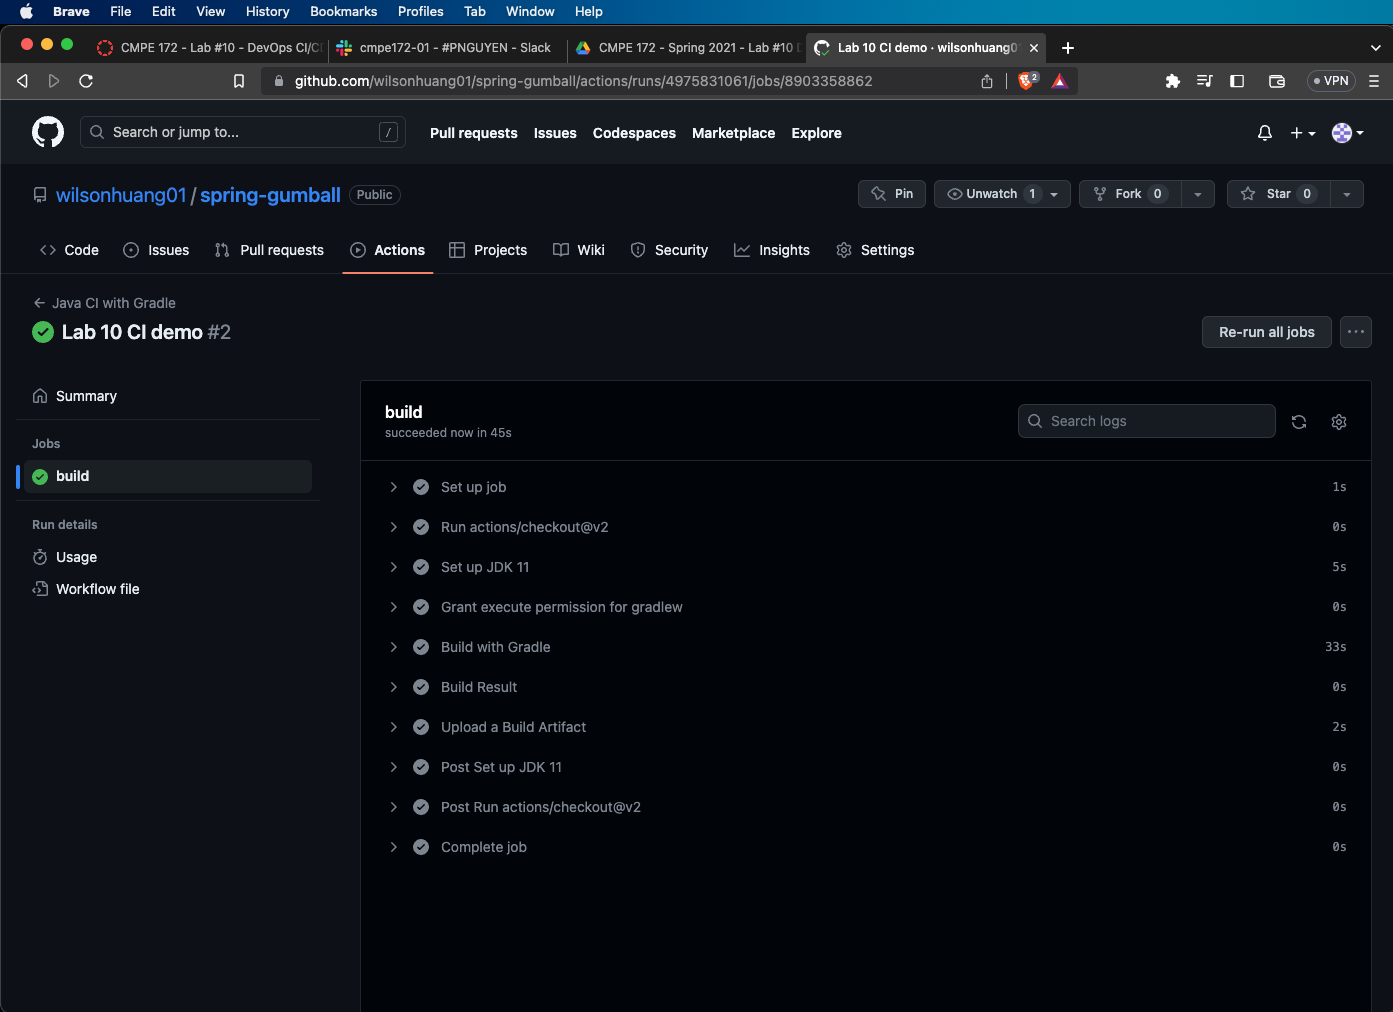 Brave File Edit View History Bookmarks Profiles Tab Window Help
CMPE 172 - Lab #10 - DevOps CI/C
cmpe172-01 - #PNGUYEN - Slack
CMPE 172 - Spring 2021 - Lab #10
Lab 10 CI demo · wilsonhuang0
github.com/wilsonhuang01/spring-gumball/actions/runs/4975831061/jobs/8903358862
2
VPN
Search or jump to... /
Pull requests Issues Codespaces Marketplace Explore
wilsonhuang01 / spring-gumball Public
Pin Unwatch 1 Fork 0 Star 0
Code Issues Pull requests Actions Projects Wiki Security Insights Settings
Java CI with Gradle
Lab 10 CI demo #2
Re-run all jobs
Summary
Jobs
build
Run details
Usage
Workflow file
build
succeeded now in 45s
Search logs
Set up job 1s
Run actions/checkout@v2 0s
Set up JDK 11 5s
Grant execute permission for gradlew 0s
Build with Gradle 33s
Build Result 0s
Upload a Build Artifact 2s
Post Set up JDK 11 0s
Post Run actions/checkout@v2 0s
Complete job 0s